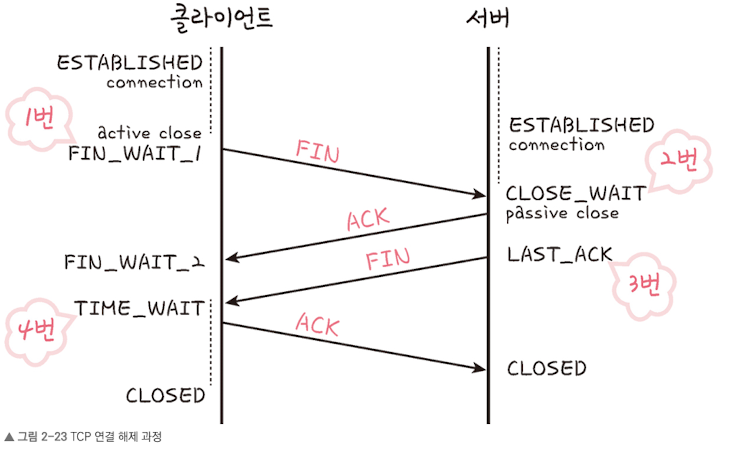 클라이언트
서버
ESTABLISHED
connection
1번
active close
FIN_WAIT_1
FIN
ESTABLISHED
connection
2번
CLOSE_WAIT
passive close
ACK
FIN_WAIT_2
FIN
LAST_ACK
3번
TIME_WAIT
4번
ACK
CLOSED
CLOSED
▲ 그림 2-23 TCP 연결 해제 과정